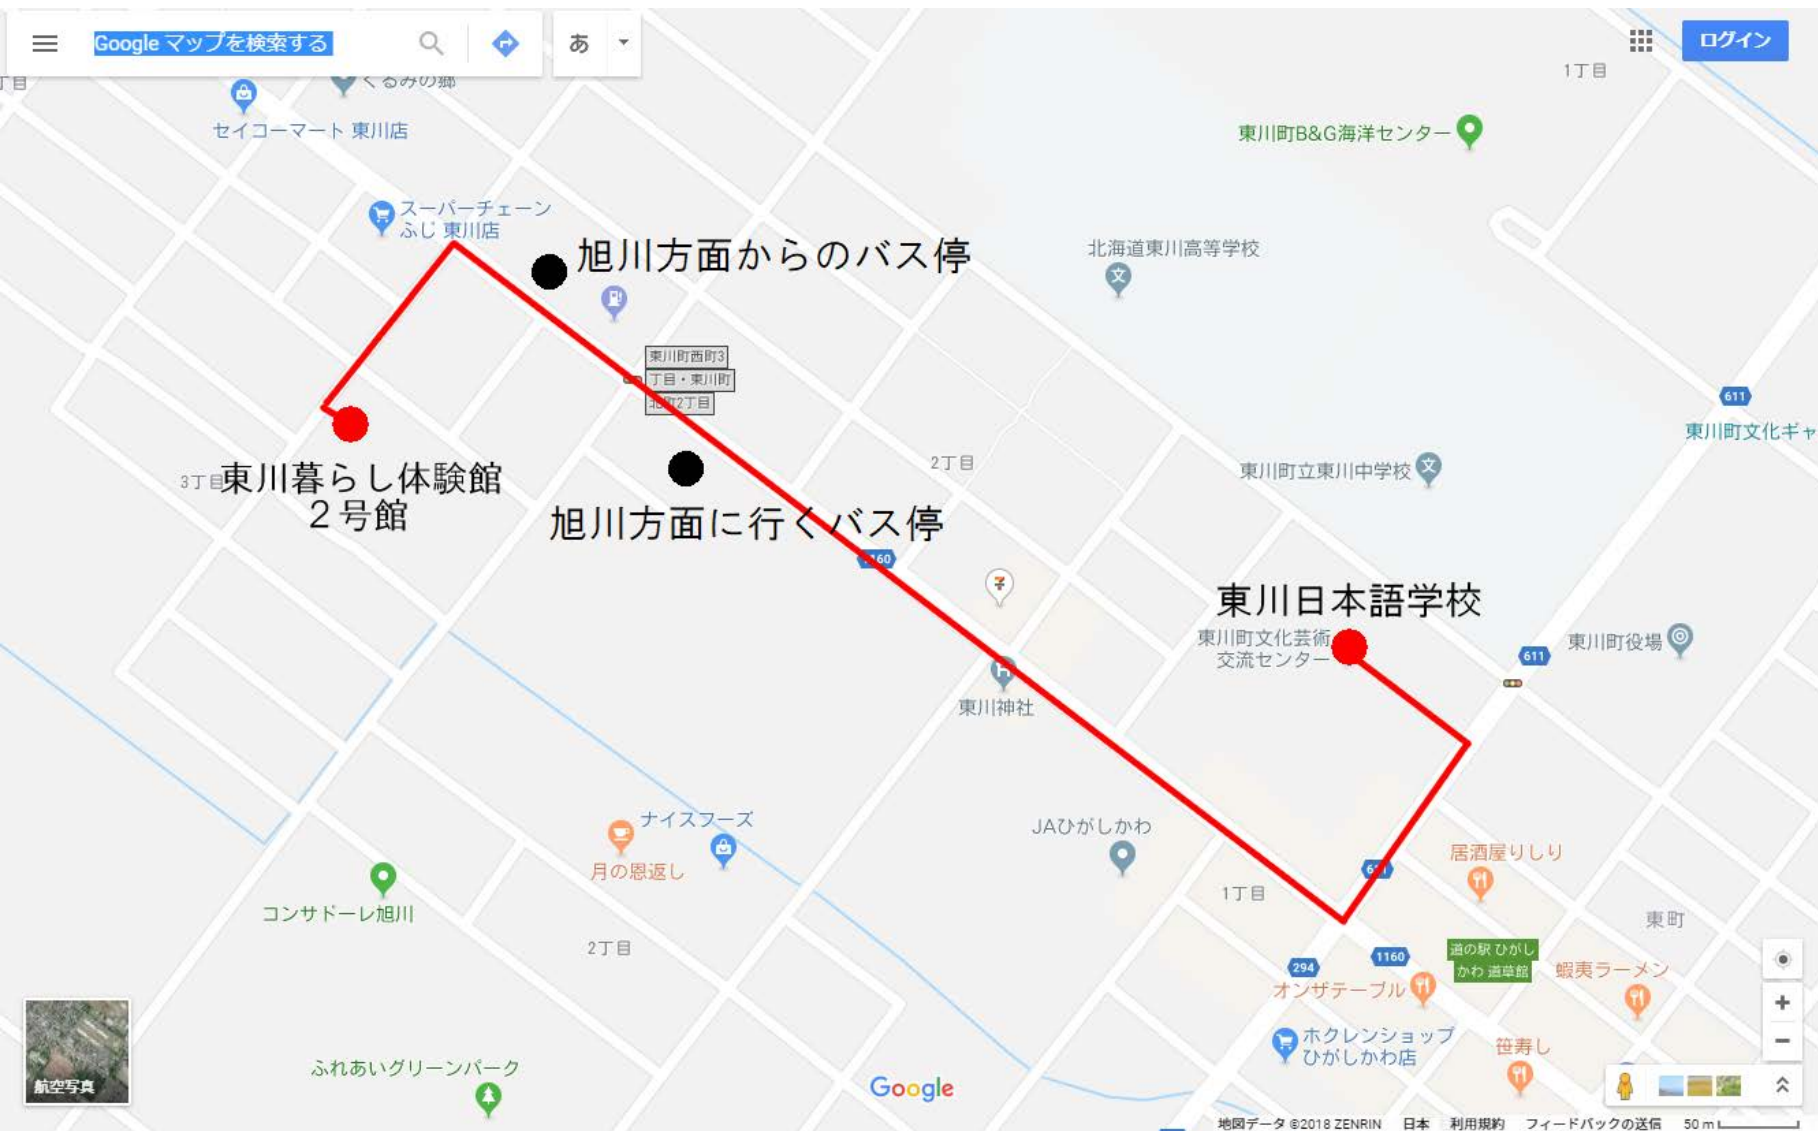 Google マップを検索する
あ
ログイン
1丁目
丁目
くるみの郷
セイコーマート 東川店
東川町B&G海洋センター
スーパーチェーン
ふじ 東川店
旭川方面からのバス停
北海道東川高等学校
東川町西町3
丁目・東川町
北町2丁目
611
東川町文化ギャ
2丁目
東川町立東川中学校
3丁目
東川暮らし体験館
２号館
旭川方面に行くバス停
1160
東川日本語学校
東川町文化芸術
交流センター
611
東川町役場
東川神社
ナイスフーズ
月の恩返し
JAひがしかわ
居酒屋りしり
611
1丁目
コンサドーレ旭川
東町
2丁目
道の駅 ひがし
かわ 道草館
1160
294
オンザテーブル
蝦夷ラーメン
ホクレンショップ
ひがしかわ店
笹寿し
ふれあいグリーンパーク
航空写真
Google
地図データ ©2018 ZENRIN 日本 利用規約 フィードバックの送信 50 m